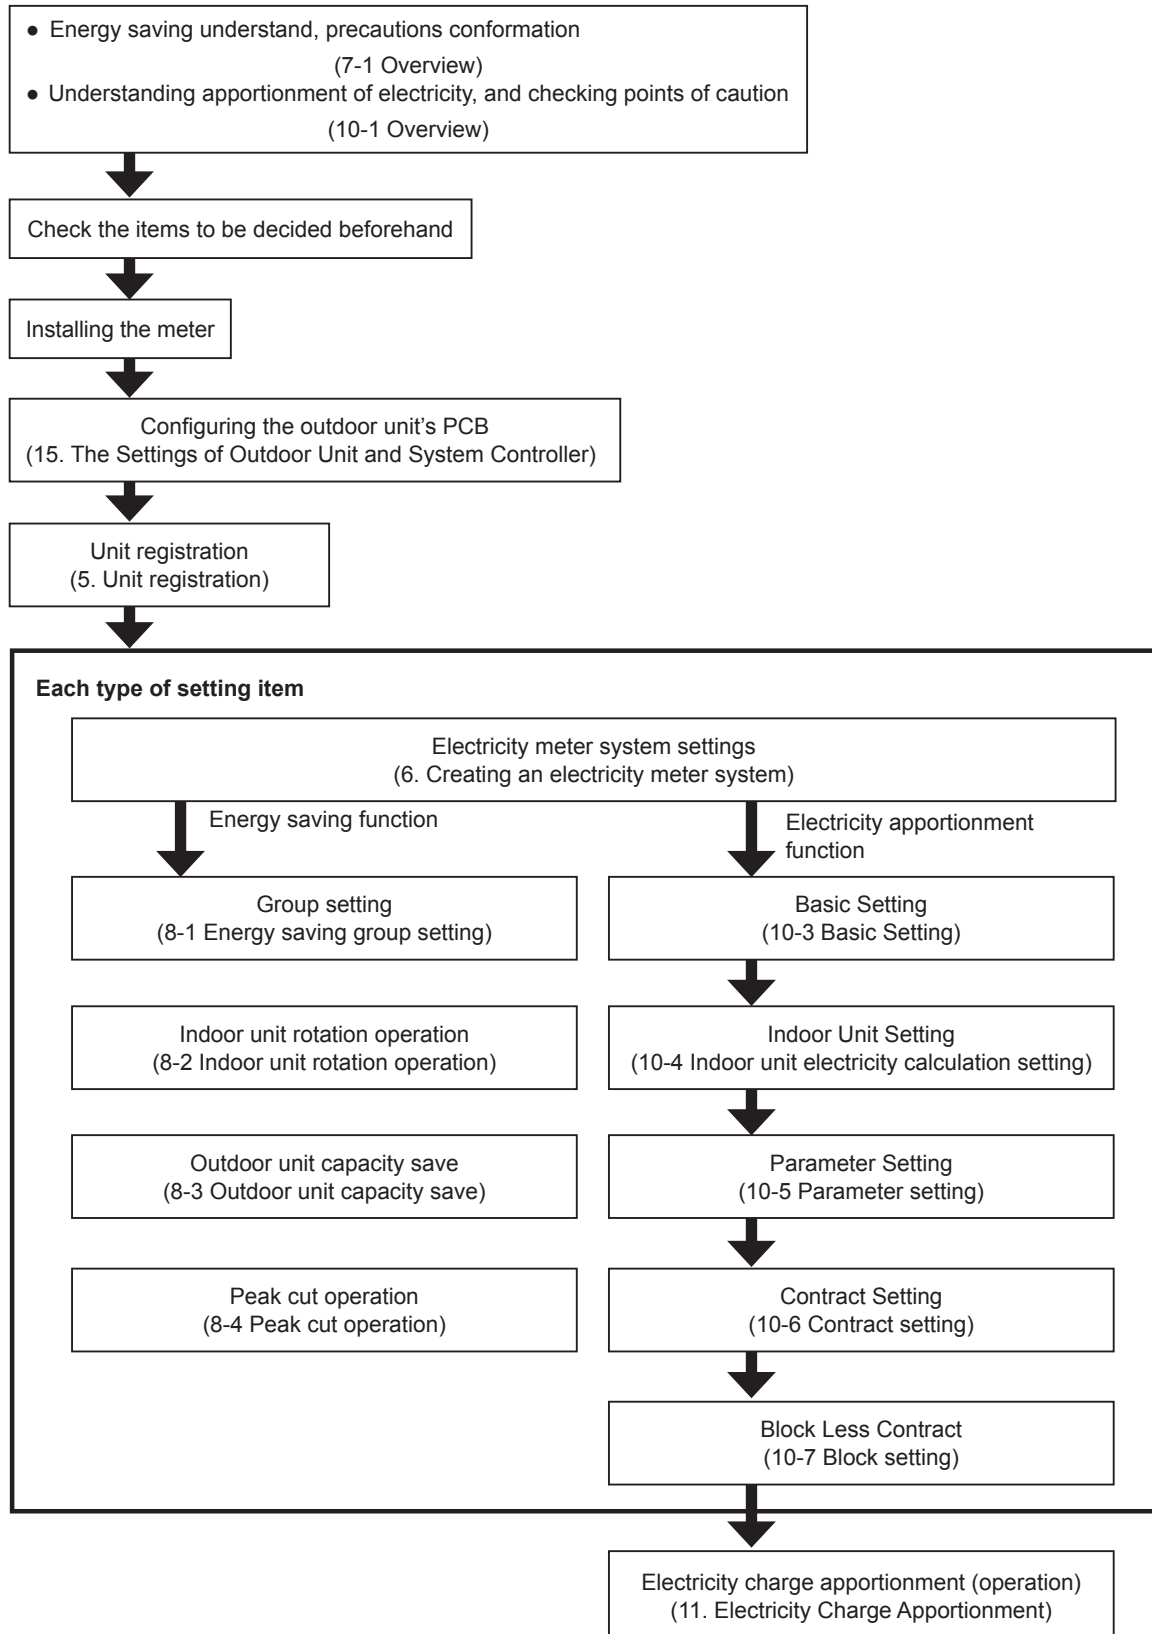 ● Energy saving understand, precautions conformation
(7-1 Overview)
● Understanding apportionment of electricity, and checking points of caution
(10-1 Overview)
Check the items to be decided beforehand
Installing the meter
Configuring the outdoor unit's PCB
(15. The Settings of Outdoor Unit and System Controller)
Unit registration
(5. Unit registration)
Each type of setting item
Electricity meter system settings
(6. Creating an electricity meter system)
Energy saving function
Electricity apportionment
function
Group setting
(8-1 Energy saving group setting)
Basic Setting
(10-3 Basic Setting)
Indoor unit rotation operation
(8-2 Indoor unit rotation operation)
Indoor Unit Setting
(10-4 Indoor unit electricity calculation setting)
Outdoor unit capacity save
(8-3 Outdoor unit capacity save)
Parameter Setting
(10-5 Parameter setting)
Peak cut operation
(8-4 Peak cut operation)
Contract Setting
(10-6 Contract setting)
Block Less Contract
(10-7 Block setting)
Electricity charge apportionment (operation)
(11. Electricity Charge Apportionment)